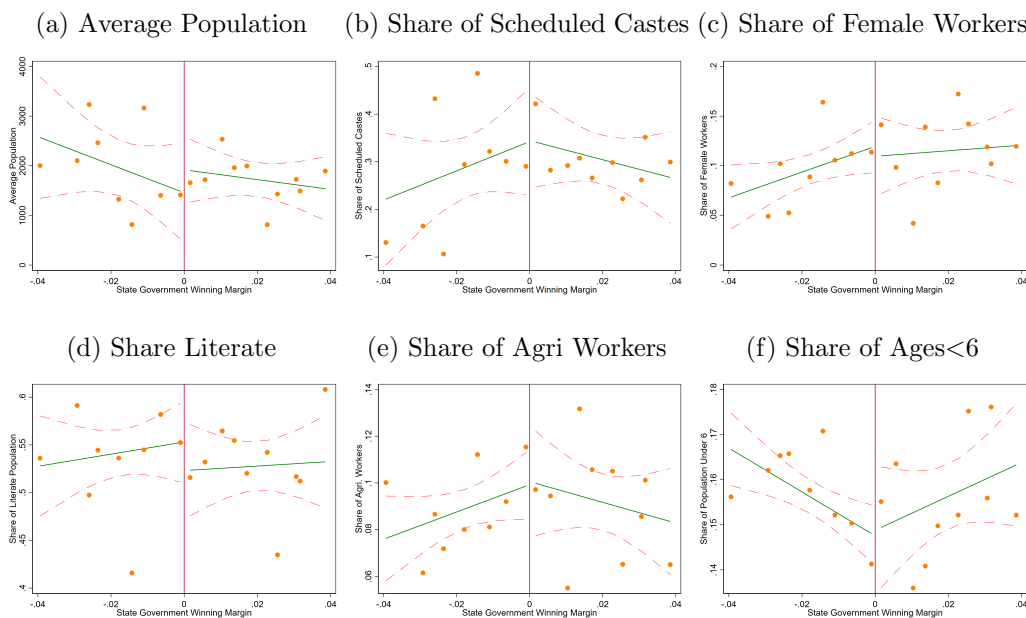 (a) Average Population
(b) Share of Scheduled Castes
(c) Share of Female Workers
Average Population
4000
3000
2000
1000
0
-.04 -.02 0 .02 .04
State Government Winning Margin
Share of Scheduled Castes
.5
.4
.3
.2
.1
-.04 -.02 0 .02 .04
State Government Winning Margin
Share of Female Workers
.2
.15
.1
.05
0
-.04 -.02 0 .02 .04
State Government Winning Margin
(d) Share Literate
(e) Share of Agri Workers
(f) Share of Ages<6
Share of Literate Population
.6
.55
.5
.45
.4
-.04 -.02 0 .02 .04
State Government Winning Margin
Share of Agri. Workers
.14
.12
.1
.08
.06
-.04 -.02 0 .02 .04
State Government Winning Margin
Share of Population Under 6
.18
.17
.16
.15
.14
-.04 -.02 0 .02 .04
State Government Winning Margin